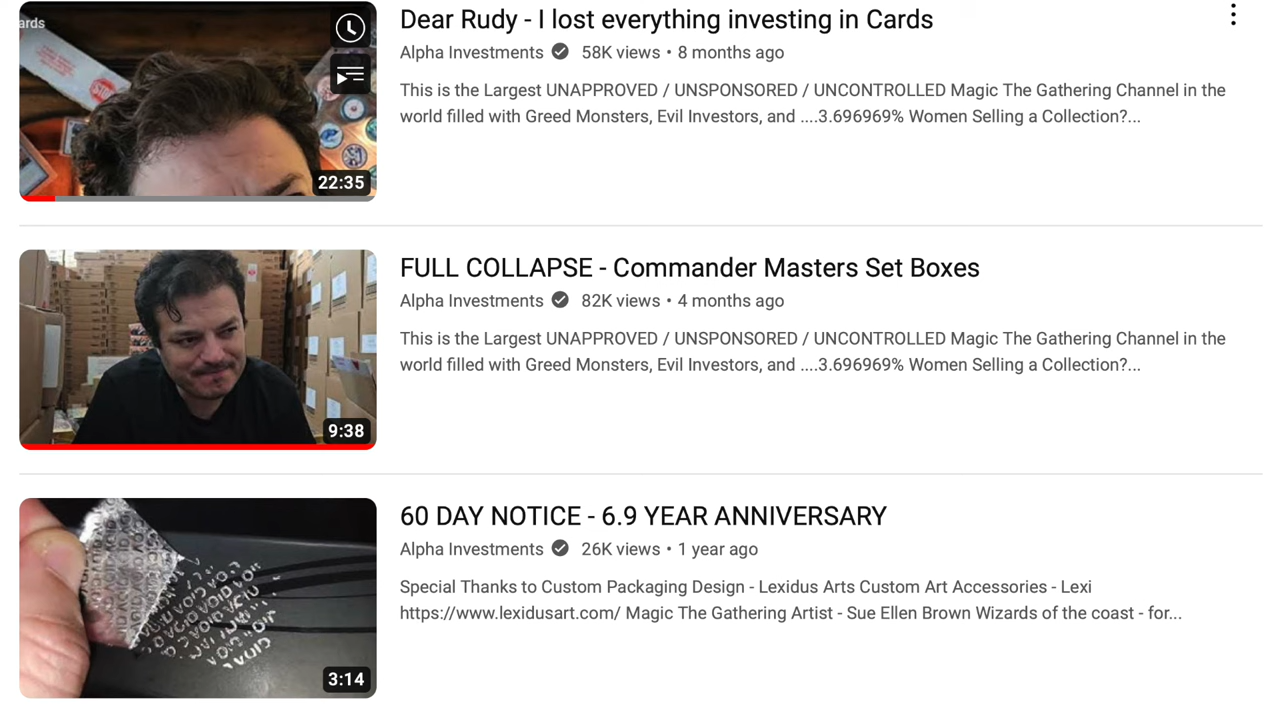 ards
22:35
Dear Rudy - I lost everything investing in Cards
Alpha Investments 58K views • 8 months ago
This is the Largest UNAPPROVED / UNSPONSORED / UNCONTROLLED Magic The Gathering Channel in the
world filled with Greed Monsters, Evil Investors, and ....3.696969% Women Selling a Collection?...
9:38
FULL COLLAPSE - Commander Masters Set Boxes
Alpha Investments 82K views • 4 months ago
This is the Largest UNAPPROVED / UNSPONSORED / UNCONTROLLED Magic The Gathering Channel in the
world filled with Greed Monsters, Evil Investors, and ....3.696969% Women Selling a Collection?...
3:14
60 DAY NOTICE - 6.9 YEAR ANNIVERSARY
Alpha Investments 26K views • 1 year ago
Special Thanks to Custom Packaging Design - Lexidus Arts Custom Art Accessories - Lexi
https://www.lexidusart.com/ Magic The Gathering Artist - Sue Ellen Brown Wizards of the coast - for...